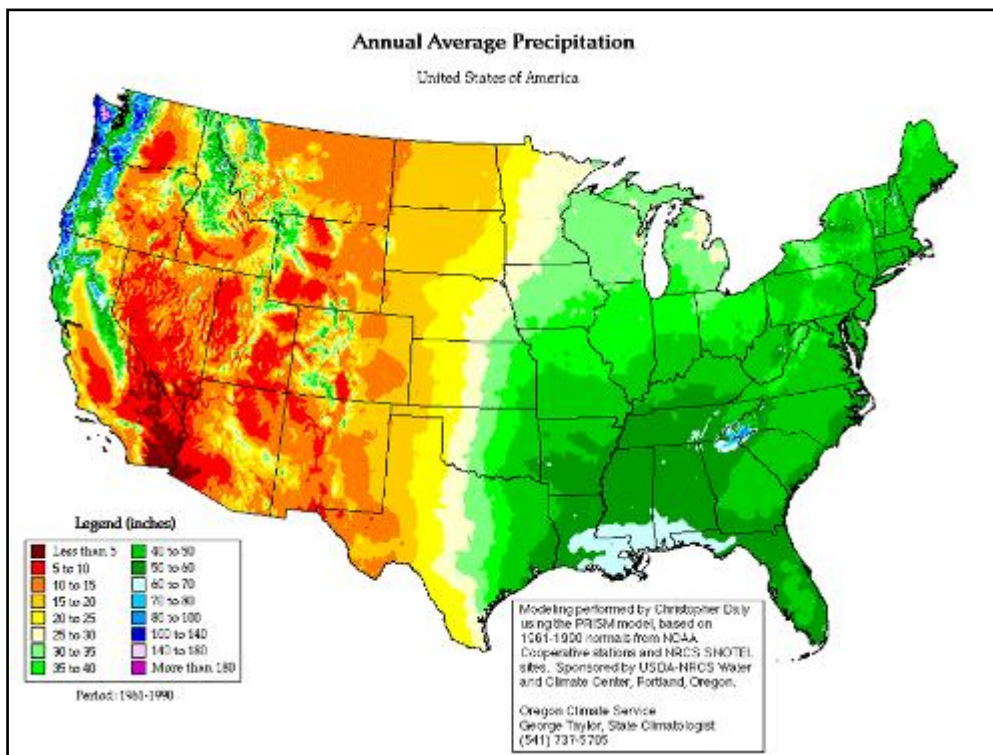 Annual Average Precipitation
United States of America
Legend (inches)
Less than 5
5 to 10
10 to 15
15 to 20
20 to 25
25 to 30
30 to 35
35 to 40
40 to 50
50 to 60
60 to 70
70 to 80
80 to 100
100 to 140
140 to 180
More than 180
Period: 1961-1990
Modeling performed by Christopher Daly
using the PRISM model, based on
1961-1990 normals from NOAA
Cooperative stations and NRCS SNOTEL
sites. Sponsored by USDA-NRCS Water
and Climate Center, Portland, Oregon.
Oregon Climate Service
George Taylor, State Climatologist
(541) 737-5705